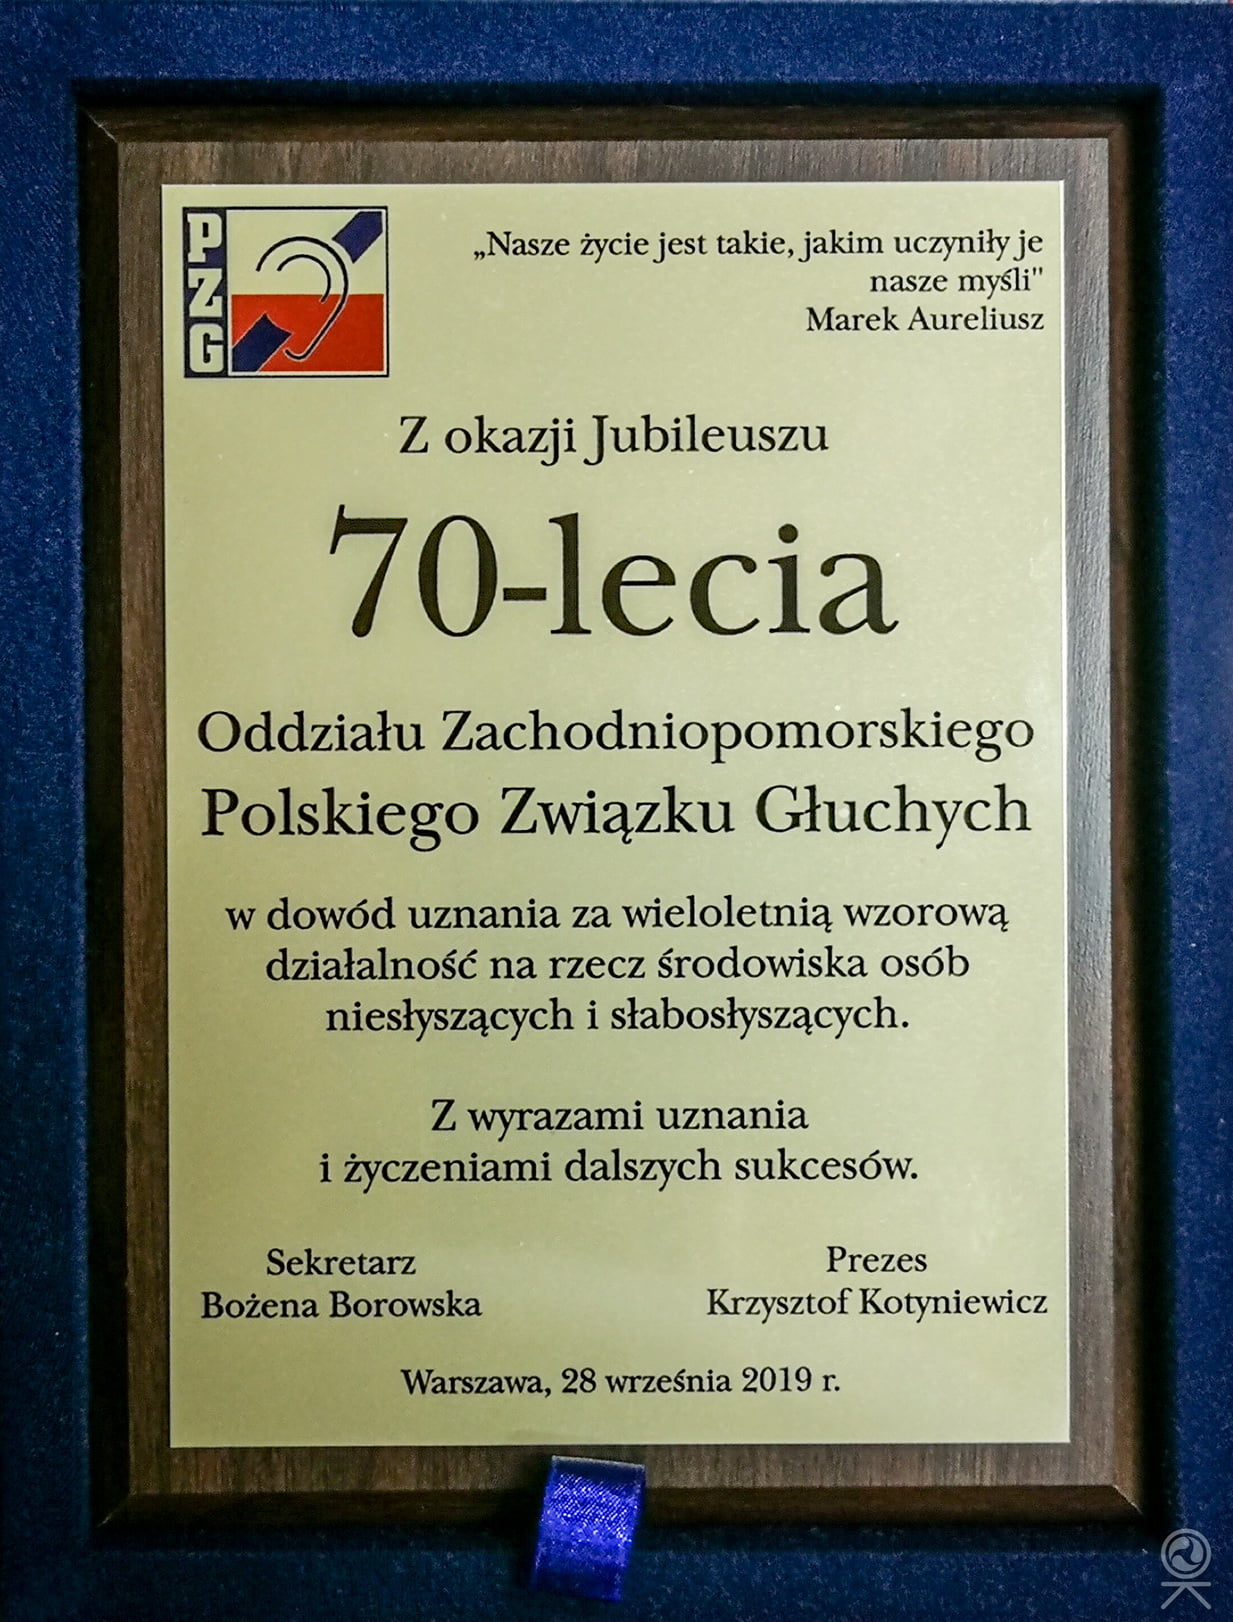 PZG
„Nasze życie jest takie, jakim uczyniły je
nasze myśli"
Marek Aureliusz
Z okazji Jubileuszu
70-lecia
Oddziału Zachodniopomorskiego
Polskiego Związku Głuchych
w dowód uznania za wieloletnią wzorową
działalność na rzecz środowiska osób
niesłyszących i słabosłyszących.
Z wyrazami uznania
i życzeniami dalszych sukcesów.
Sekretarz
Bożena Borowska
Prezes
Krzysztof Kotyniewicz
Warszawa, 28 września 2019 r.